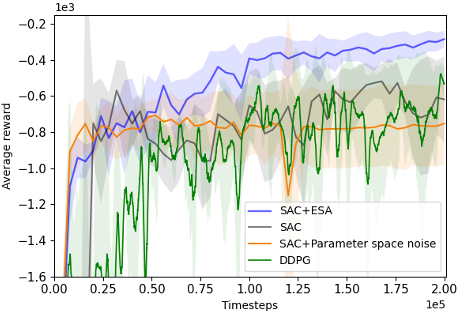 1e3
−0.2
−0.4
−0.6
−0.8
−1.0
−1.2
−1.4
−1.6
Average reward
SAC+ESA
SAC
SAC+Parameter space noise
DDPG
0.00 0.25 0.50 0.75 1.00 1.25 1.50 1.75 2.00
Timesteps
1e5